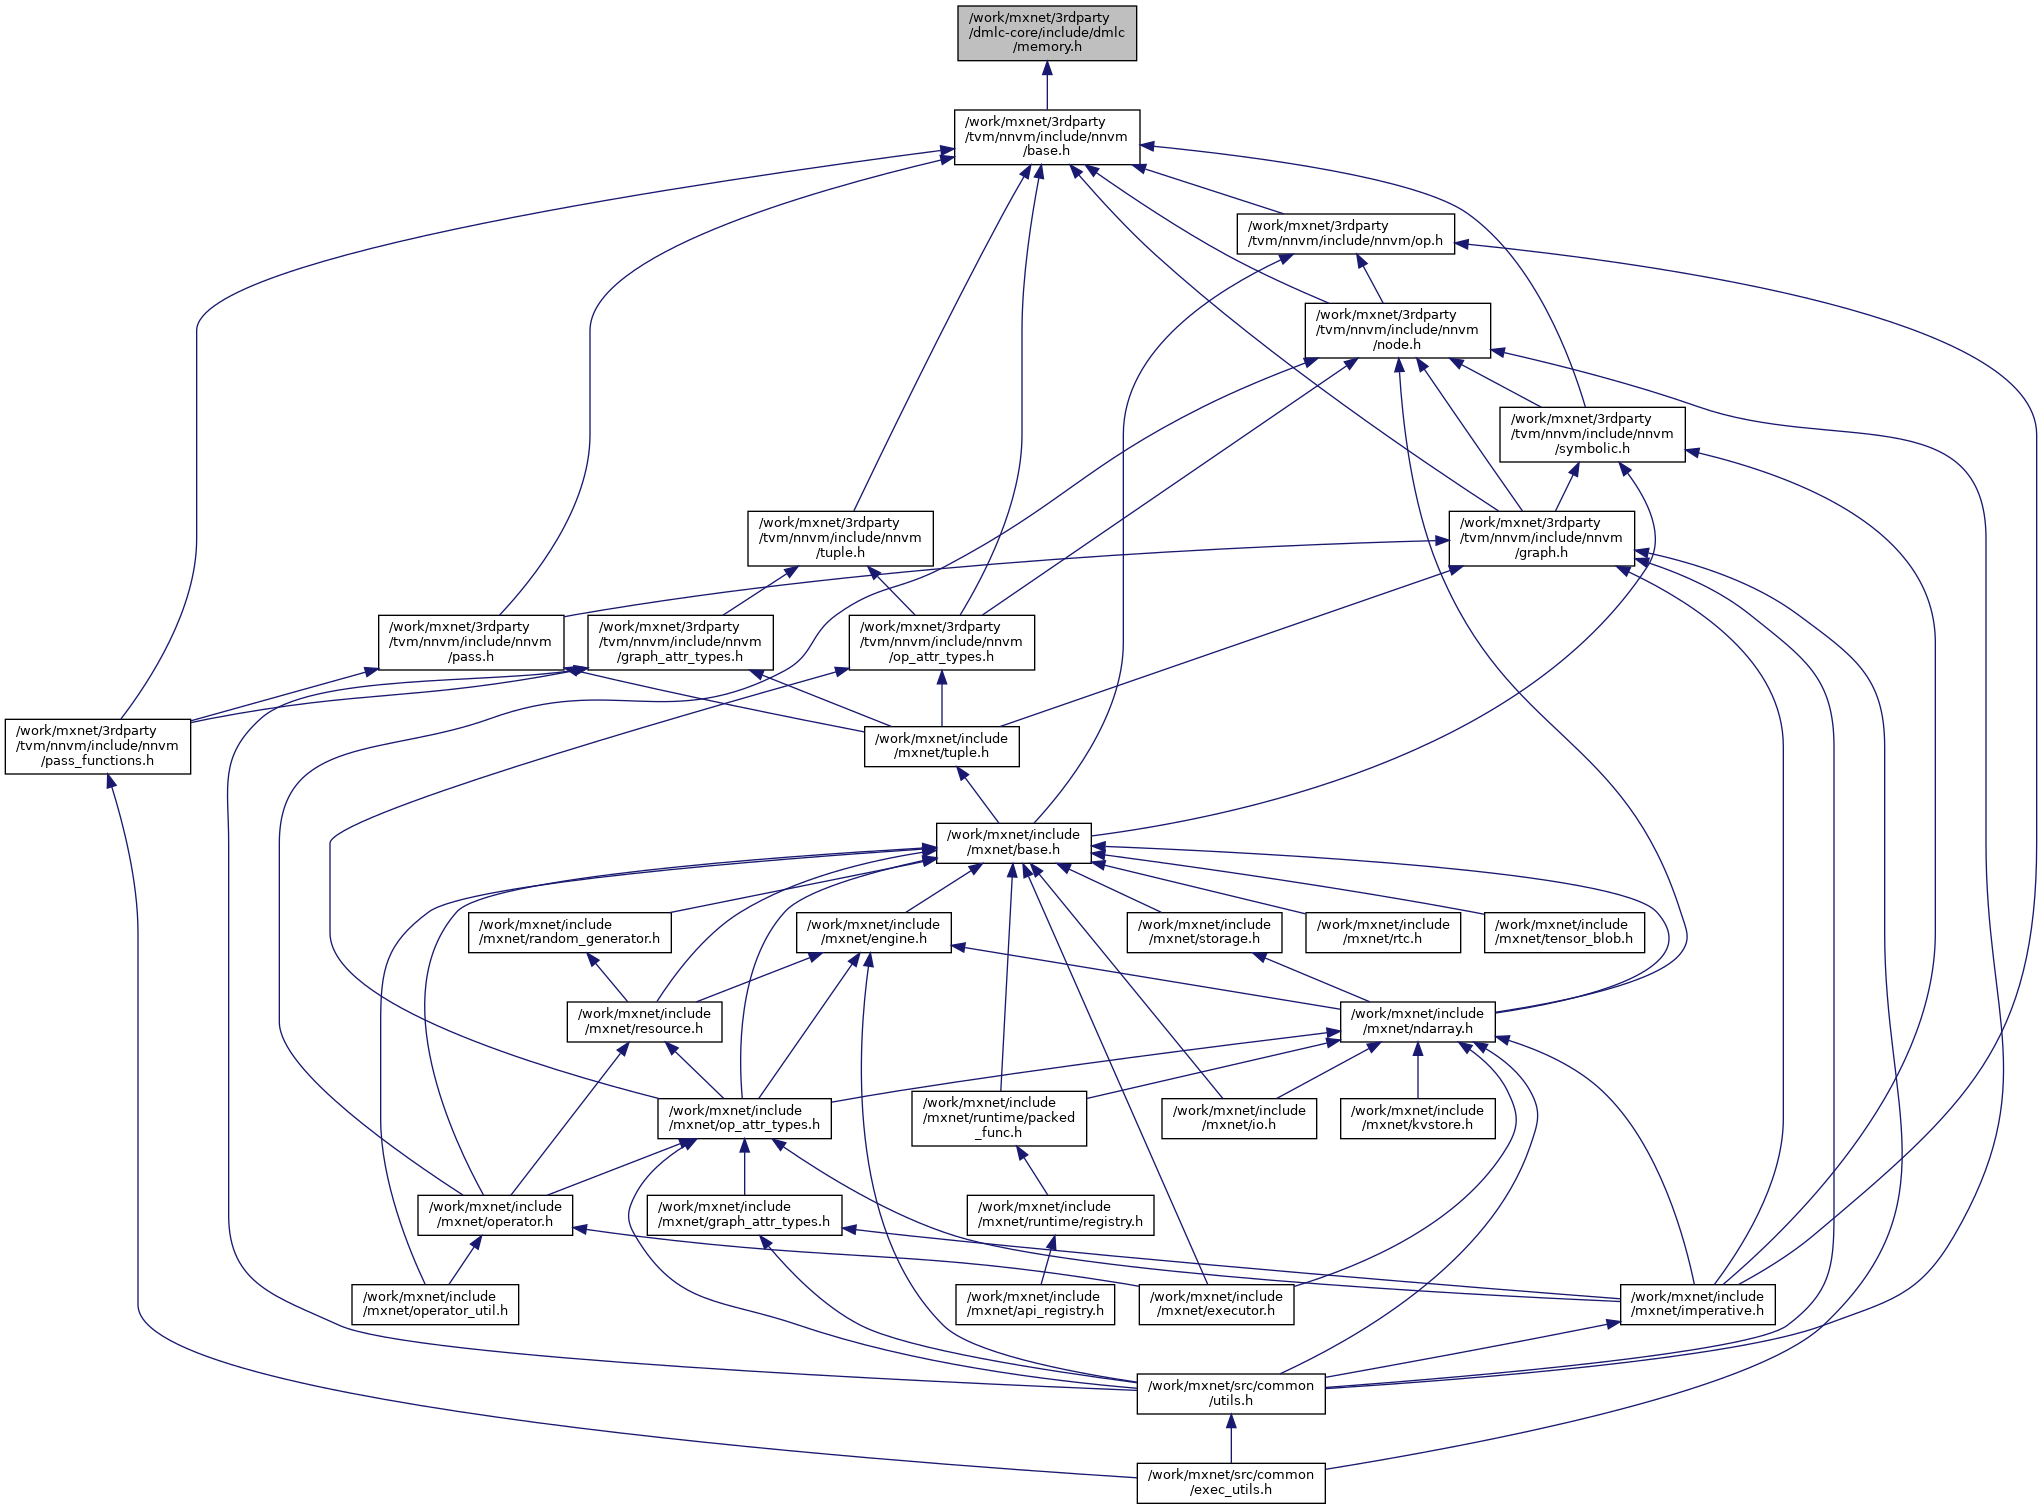 /work/mxnet/3rdparty
/dmlc-core/include/dmlc
/memory.h
/work/mxnet/3rdparty
/tvm/nnvm/include/nnvm
/base.h
/work/mxnet/3rdparty
/tvm/nnvm/include/nnvm/op.h
/work/mxnet/3rdparty
/tvm/nnvm/include/nnvm
/node.h
/work/mxnet/3rdparty
/tvm/nnvm/include/nnvm
/symbolic.h
/work/mxnet/3rdparty
/tvm/nnvm/include/nnvm
/tuple.h
/work/mxnet/3rdparty
/tvm/nnvm/include/nnvm
/graph.h
/work/mxnet/3rdparty
/tvm/nnvm/include/nnvm
/pass.h
/work/mxnet/3rdparty
/tvm/nnvm/include/nnvm
/graph_attr_types.h
/work/mxnet/3rdparty
/tvm/nnvm/include/nnvm
/op_attr_types.h
/work/mxnet/3rdparty
/tvm/nnvm/include/nnvm
/pass_functions.h
/work/mxnet/include
/mxnet/tuple.h
/work/mxnet/include
/mxnet/base.h
/work/mxnet/include
/mxnet/random_generator.h
/work/mxnet/include
/mxnet/engine.h
/work/mxnet/include
/mxnet/storage.h
/work/mxnet/include
/mxnet/rtc.h
/work/mxnet/include
/mxnet/tensor_blob.h
/work/mxnet/include
/mxnet/resource.h
/work/mxnet/include
/mxnet/ndarray.h
/work/mxnet/include
/mxnet/op_attr_types.h
/work/mxnet/include
/mxnet/runtime/packed
_func.h
/work/mxnet/include
/mxnet/io.h
/work/mxnet/include
/mxnet/kvstore.h
/work/mxnet/include
/mxnet/operator.h
/work/mxnet/include
/mxnet/graph_attr_types.h
/work/mxnet/include
/mxnet/runtime/registry.h
/work/mxnet/include
/mxnet/operator_util.h
/work/mxnet/include
/mxnet/api_registry.h
/work/mxnet/include
/mxnet/executor.h
/work/mxnet/include
/mxnet/imperative.h
/work/mxnet/src/common
/utils.h
/work/mxnet/src/common
/exec_utils.h